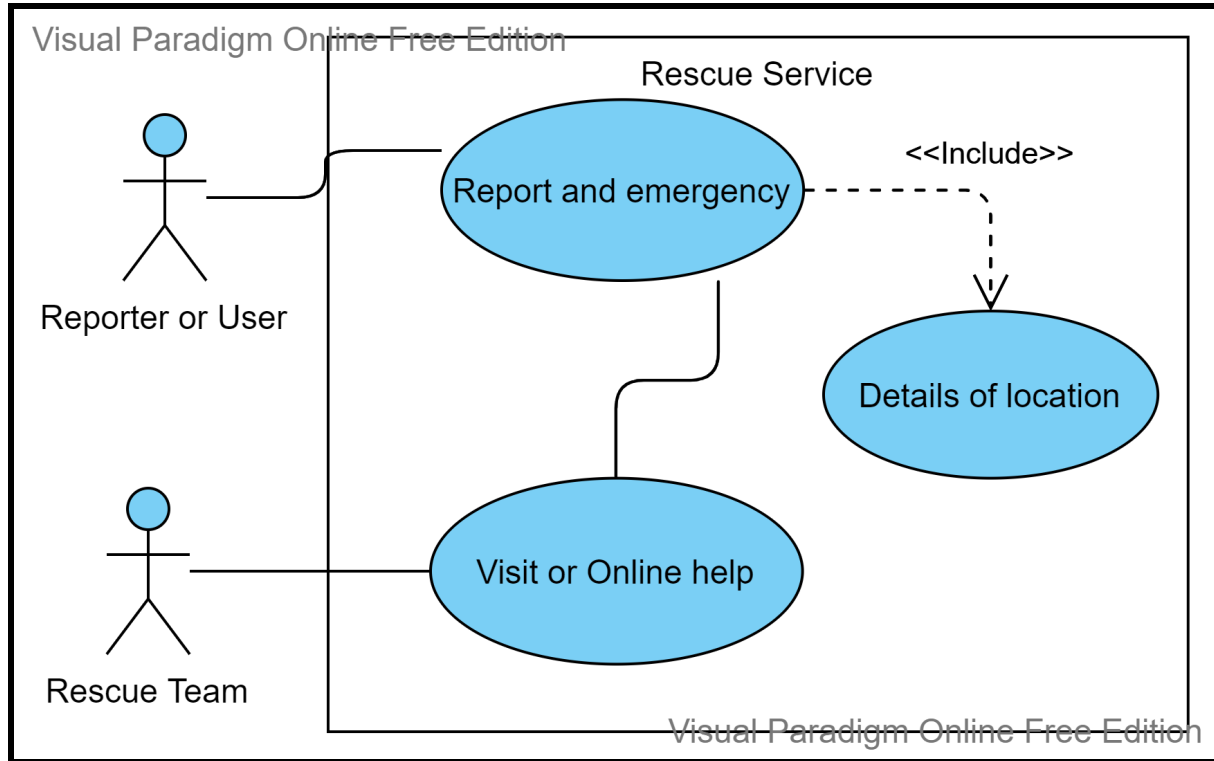 Visual Paradigm Online Free Edition
Rescue Service
<<Include>>
Report and emergency
Reporter or User
Details of location
Visit or Online help
Rescue Team
Visual Paradigm Online Free Edition